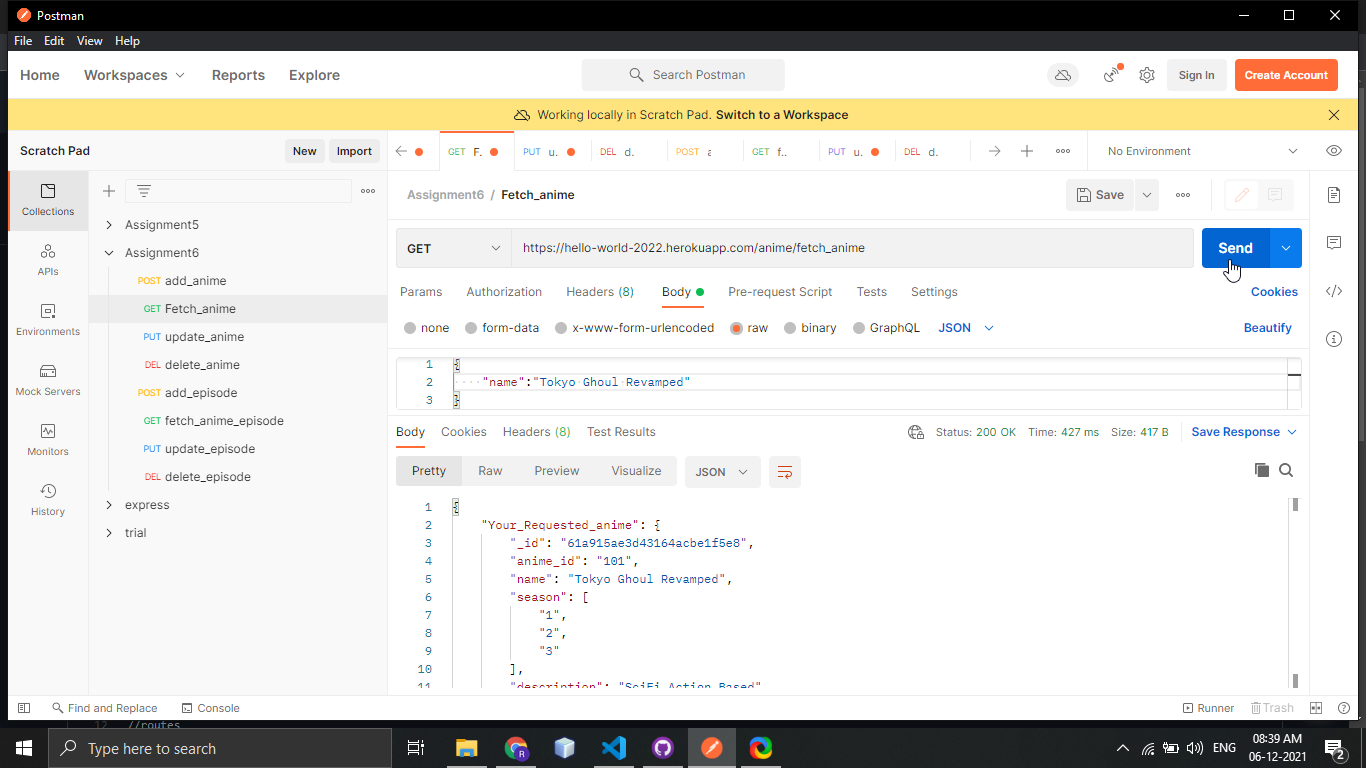 Postman
File Edit View Help
Home Workspaces Reports Explore Search Postman Sign In Create Account
Working locally in Scratch Pad. Switch to a Workspace
Scratch Pad New Import GET F. PUT u. DEL d. POST GET f.. PUT u. DEL d. No Environment
Collections
APIs
Environments
Mock Servers
Monitors
History
Assignment5
Assignment6
POST add_anime
GET Fetch_anime
PUT update_anime
DEL delete_anime
POST add_episode
GET fetch_anime_episode
PUT update_episode
DEL delete_episode
express
trial
Assignment6 / Fetch_anime Save
GET https://hello-world-2022.herokuapp.com/anime/fetch_anime Send
Params Authorization Headers (8) Body Pre-request Script Tests Settings Cookies
none form-data x-www-form-urlencoded raw binary GraphQL JSON Beautify
1 {
2 "name":"Tokyo Ghoul Revamped"
3 }
Body Cookies Headers (8) Test Results Status: 200 OK Time: 427 ms Size: 417 B Save Response
Pretty Raw Preview Visualize JSON
1 {
2 "Your_Requested_anime": {
3 "_id": "61a915ae3d43164acbe1f5e8",
4 "anime_id": "101",
5 "name": "Tokyo Ghoul Revamped",
6 "season": [
7 "1",
8 "2",
9 "3"
10 ],
11 "description": "SciFi Action Based"
Find and Replace Console Runner Trash
12 //routes
Type here to search ENG 08:39 AM
06-12-2021
2